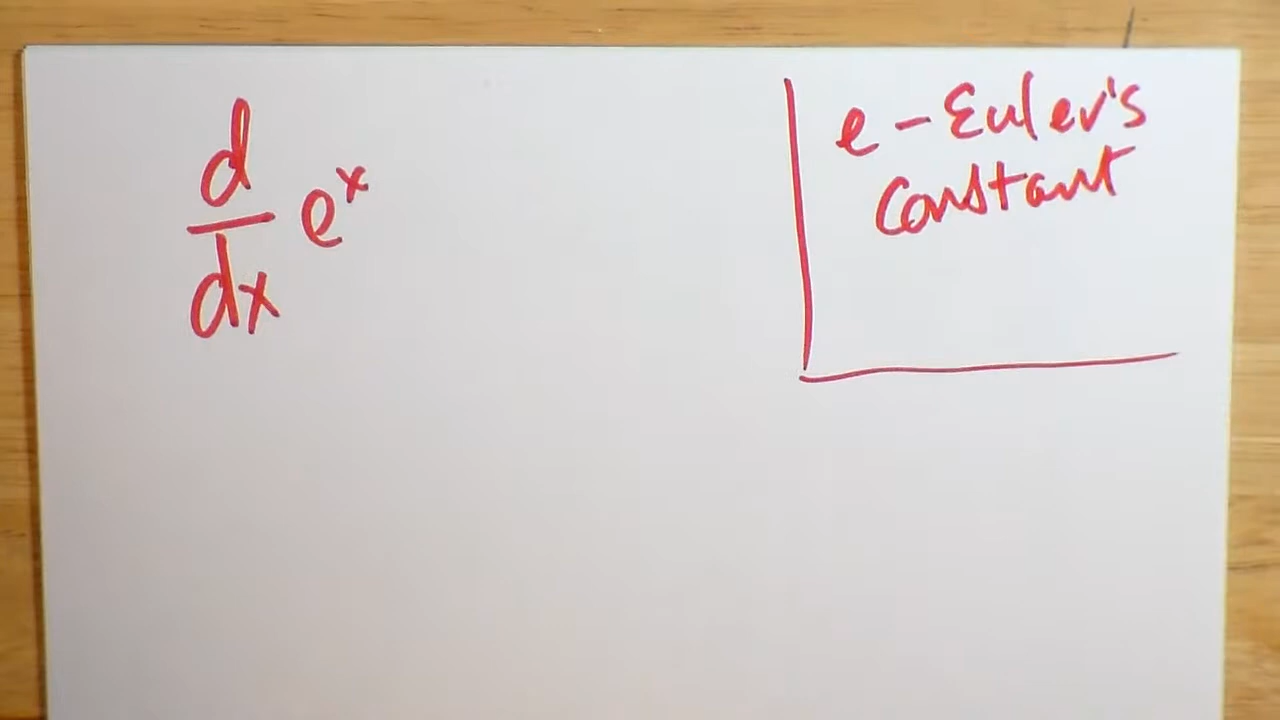 d/dx e^x
e – Euler's
Constant